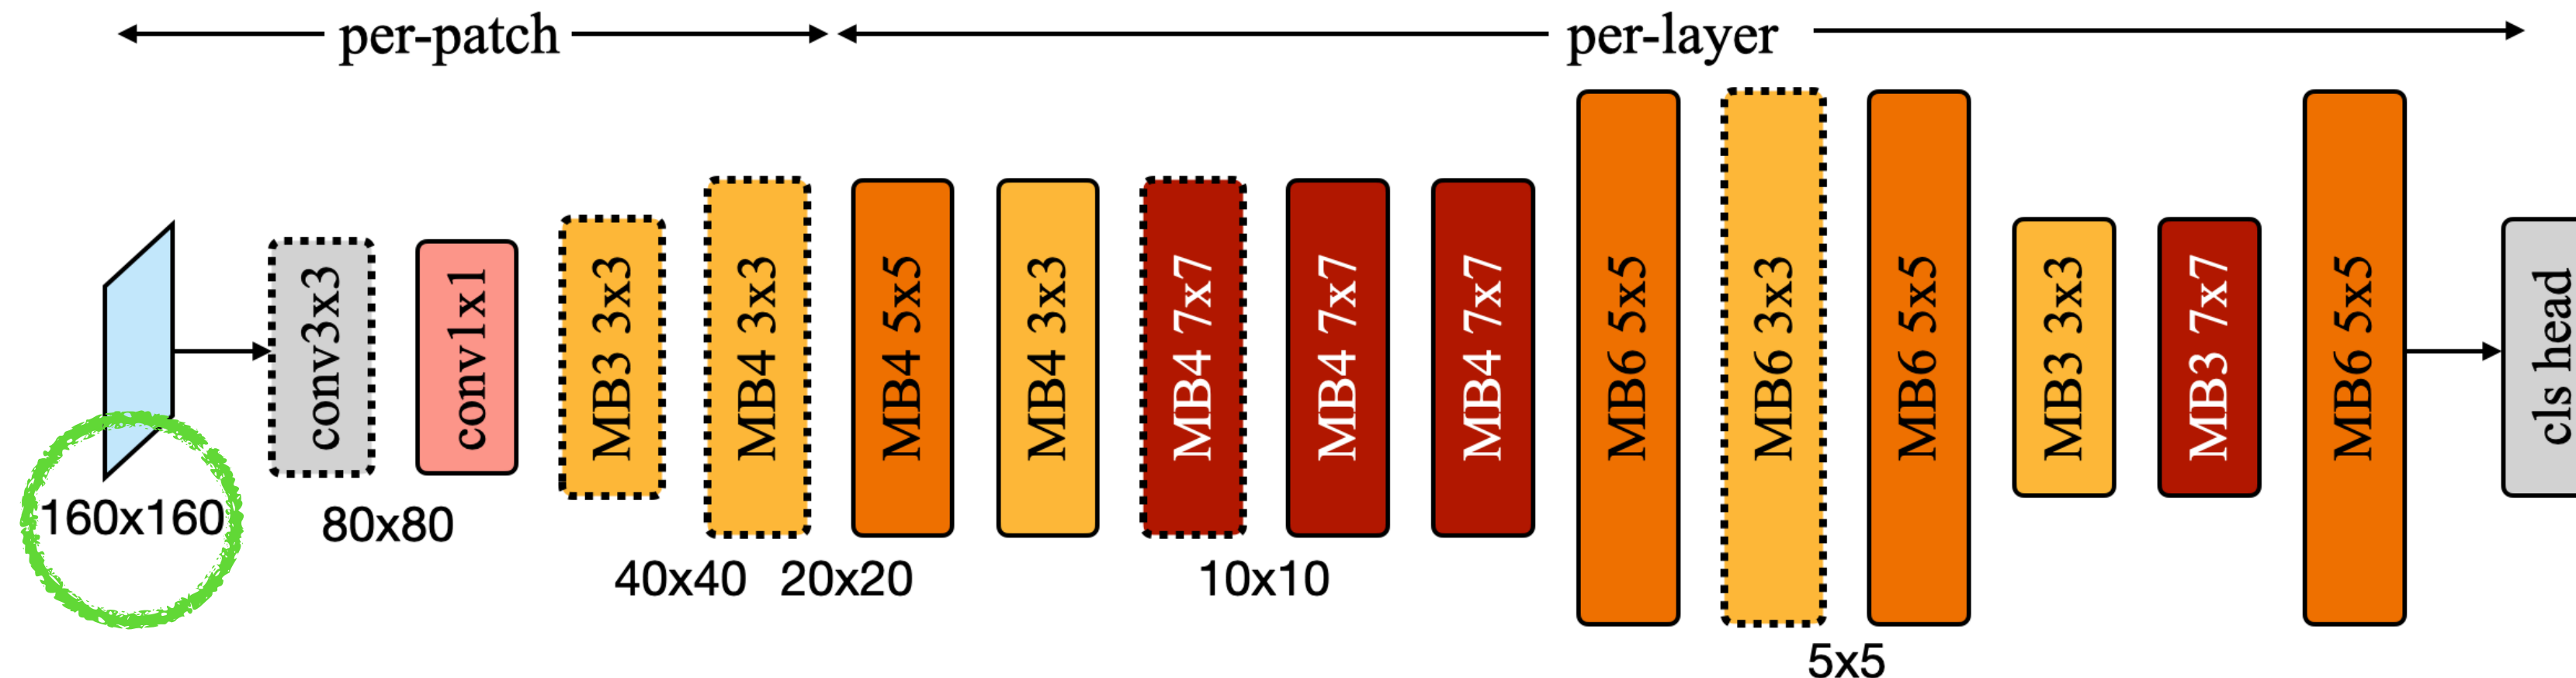 per-patch
per-layer
conv3x3
conv1x1
MB3 3x3
MB4 3x3
MB4 5x5
MB4 3x3
MB4 7x7
MB4 7x7
MB4 7x7
MB6 5x5
MB6 3x3
MB6 5x5
MB3 3x3
MB3 7x7
MB6 5x5
cls head
160x160
80x80
40x40
20x20
10x10
5x5